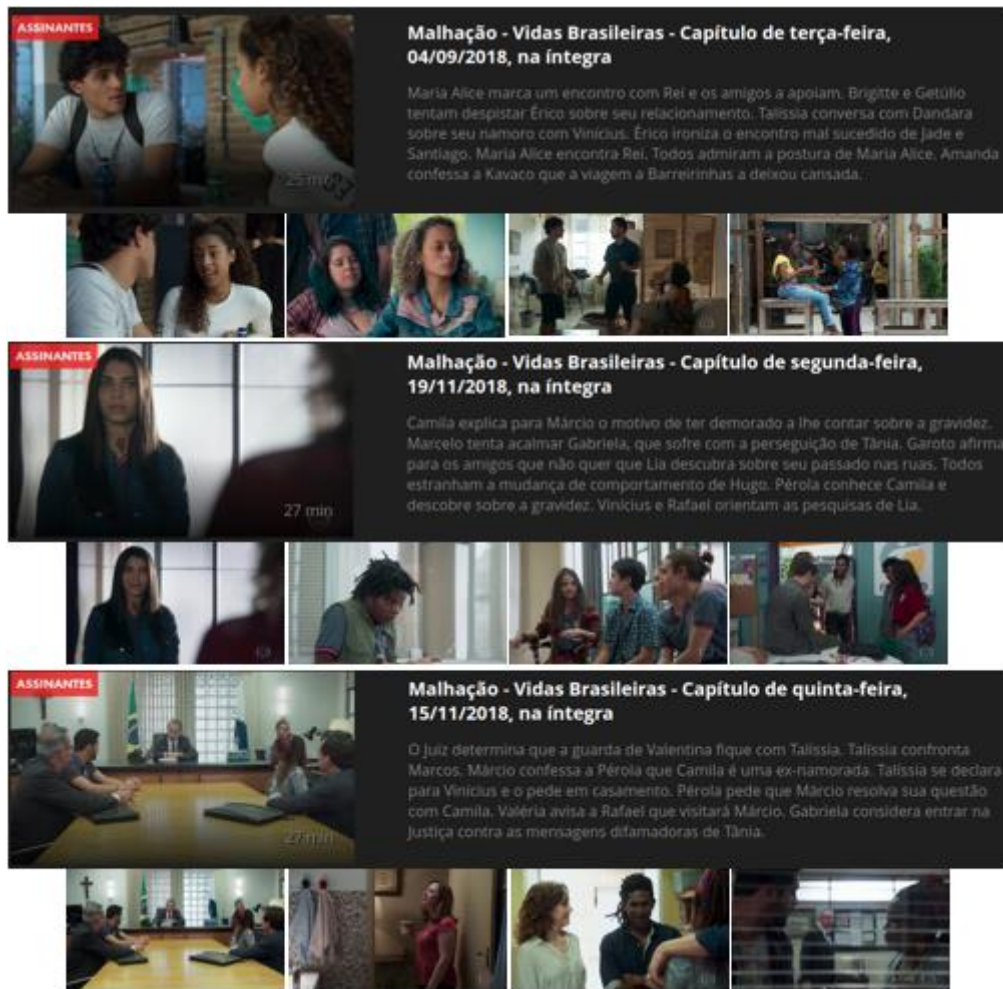 ASSINANTES
Malhação - Vidas Brasileiras - Capítulo de terça-feira,
04/09/2018, na íntegra
Maria Alice marca um encontro com Rei e os amigos a apoiam. Brigitte e Getúlio
tentam despistar Érico sobre seu relacionamento. Talíssia conversa com Dandara
sobre seu namoro com Vinícius. Érico ironiza o encontro mal sucedido de Jade e
Santiago. Maria Alice encontra Rei. Todos admiram a postura de Maria Alice. Amanda
confessa a Kavaco que a viagem a Barreirinhas a deixou cansada.
25 min
ASSINANTES
Malhação - Vidas Brasileiras - Capítulo de segunda-feira,
19/11/2018, na íntegra
Camila explica para Márcio o motivo de ter demorado a lhe contar sobre a gravidez.
Marcelo tenta acalmar Gabriela, que sofre com a perseguição de Tânia. Garoto afirma
para os amigos que não quer que Lia descubra sobre seu passado nas ruas. Todos
estranham a mudança de comportamento de Hugo. Pérola conhece Camila e
descobre sobre a gravidez. Vinícius e Rafael orientam as pesquisas de Lia.
27 min
ASSINANTES
Malhação - Vidas Brasileiras - Capítulo de quinta-feira,
15/11/2018, na íntegra
O Juiz determina que a guarda de Valentina fique com Talíssia. Talíssia confronta
Marcos. Márcio confessa a Pérola que Camila é uma ex-namorada. Talíssia se declara
para Vinícius e o pede em casamento. Pérola pede que Márcio resolva sua questão
com Camila. Valéria avisa a Rafael que visitará Márcio. Gabriela considera entrar na
Justiça contra as mensagens difamadoras de Tânia.
27 min